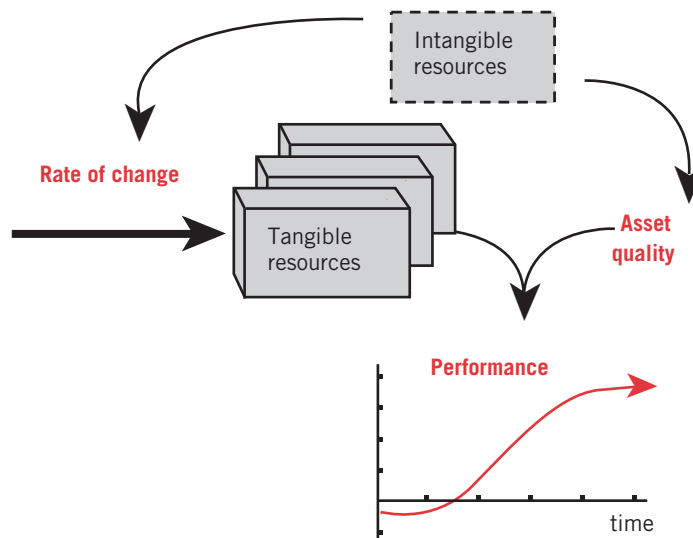 Intangible
resources
Rate of change
Tangible
resources
Asset
quality
Performance
time